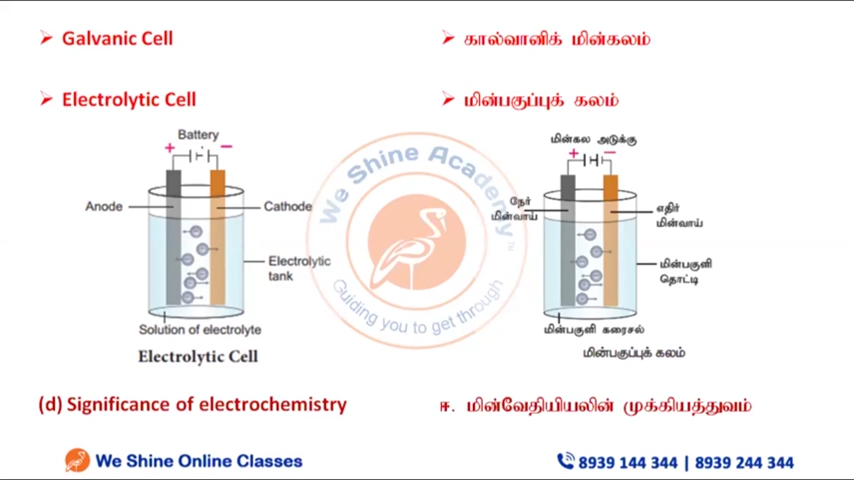 Galvanic Cell
கால்வானிக் மின்கலம்
Electrolytic Cell
மின்பகுப்புக் கலம்
Battery
+ −
Anode
Cathode
Electrolytic
tank
Solution of electrolyte
Electrolytic Cell
மின்கல அடுக்கு
+ −
நேர்
மின்வாய்
எதிர்
மின்வாய்
மின்பகுளி
தொட்டி
மின்பகுளி கரைசல்
மின்பகுப்புக் கலம்
We Shine Academy
TM
Guiding you to get through
(d) Significance of electrochemistry
ஈ. மின்வேதியியலின் முக்கியத்துவம்
We Shine Online Classes
8939 144 344 | 8939 244 344